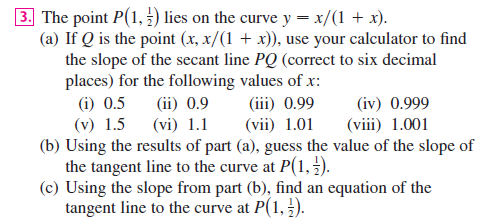 3. The point P(1, 1/2) lies on the curve y = x/(1 + x).
(a) If Q is the point (x, x/(1 + x)), use your calculator to find
the slope of the secant line PQ (correct to six decimal
places) for the following values of x:
(i) 0.5 (ii) 0.9 (iii) 0.99 (iv) 0.999
(v) 1.5 (vi) 1.1 (vii) 1.01 (viii) 1.001
(b) Using the results of part (a), guess the value of the slope of
the tangent line to the curve at P(1, 1/2).
(c) Using the slope from part (b), find an equation of the
tangent line to the curve at P(1, 1/2).